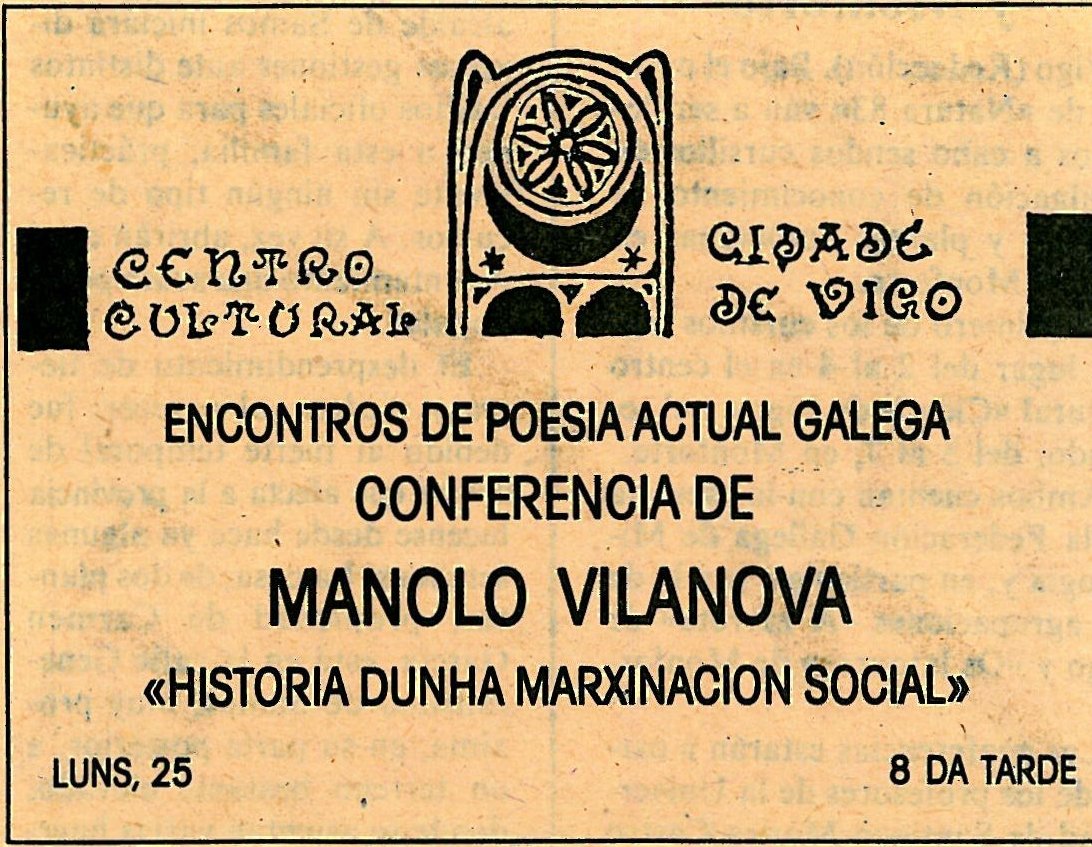 CENTRO
CULTURAL
CIDADE
DE VIGO
ENCONTROS DE POESIA ACTUAL GALEGA
CONFERENCIA DE
MANOLO VILANOVA
«HISTORIA DUNHA MARXINACION SOCIAL»
LUNS, 25
8 DA TARDE